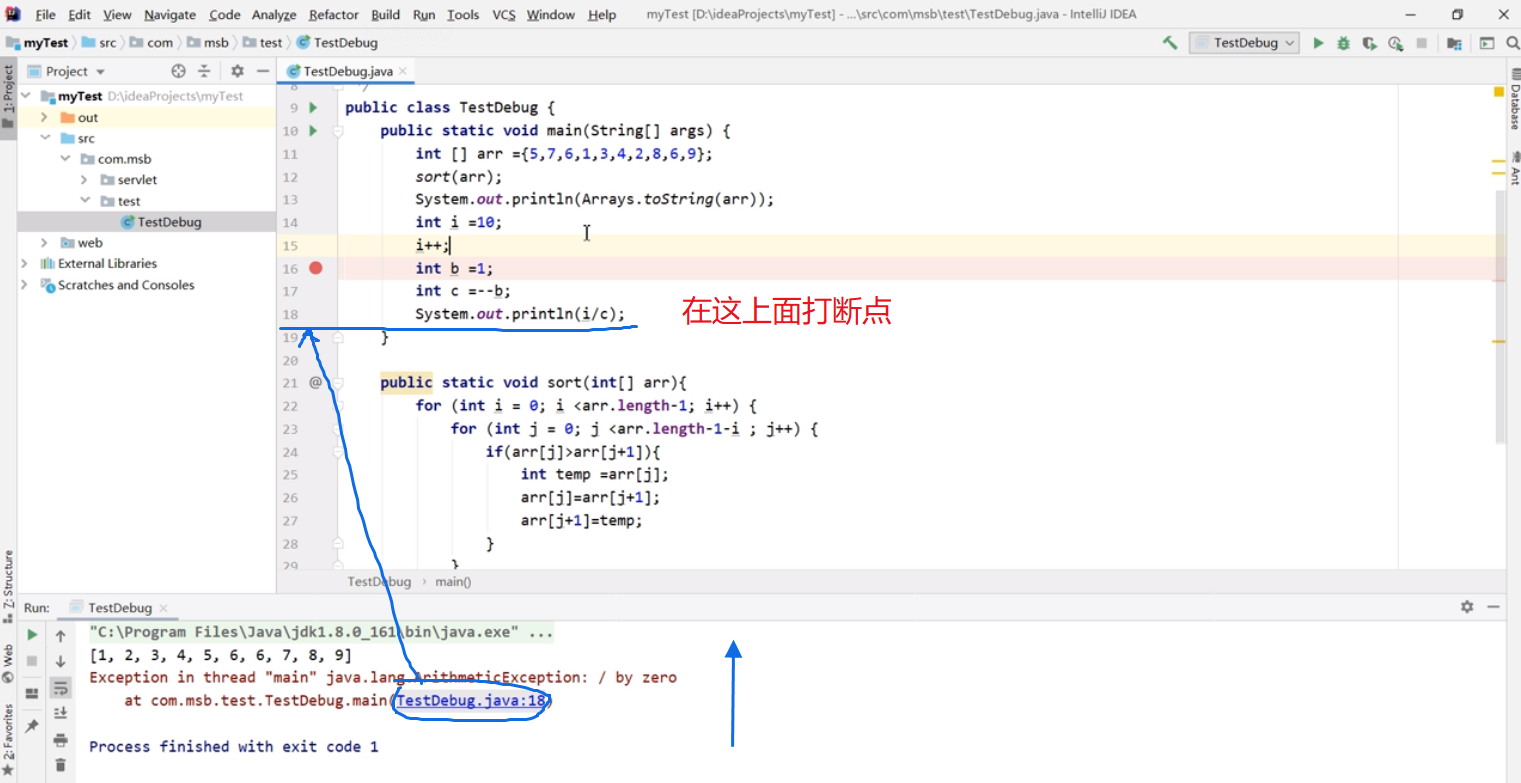 File Edit View Navigate Code Analyze Refactor Build Run Tools VCS Window Help myTest [D:\ideaProjects\myTest] - ...\src\com\msb\test\TestDebug.java - IntelliJ IDEA
myTest src com msb test TestDebug TestDebug
Project
TestDebug.java
1: Project
myTest D:\ideaProjects\myTest
out
src
com.msb
servlet
test
TestDebug
web
External Libraries
Scratches and Consoles
8 */
9 public class TestDebug {
10 public static void main(String[] args) {
11 int [] arr ={5,7,6,1,3,4,2,8,6,9};
12 sort(arr);
13 System.out.println(Arrays.toString(arr));
14 int i =10;
15 i++;
16 int b =1;
17 int c =--b;
18 System.out.println(i/c);
在这上面打断点
19 }
20
21 @ public static void sort(int[] arr){
22 for (int i = 0; i <arr.length-1; i++) {
23 for (int j = 0; j <arr.length-1-i ; j++) {
24 if(arr[j]>arr[j+1]){
25 int temp =arr[j];
26 arr[j]=arr[j+1];
27 arr[j+1]=temp;
28 }
29 }
TestDebug › main()
Database
Ant
Z: Structure
Web
2: Favorites
Run: TestDebug
"C:\Program Files\Java\jdk1.8.0_161\bin\java.exe" ...
[1, 2, 3, 4, 5, 6, 6, 7, 8, 9]
Exception in thread "main" java.lang.ArithmeticException: / by zero
at com.msb.test.TestDebug.main(TestDebug.java:18)
Process finished with exit code 1